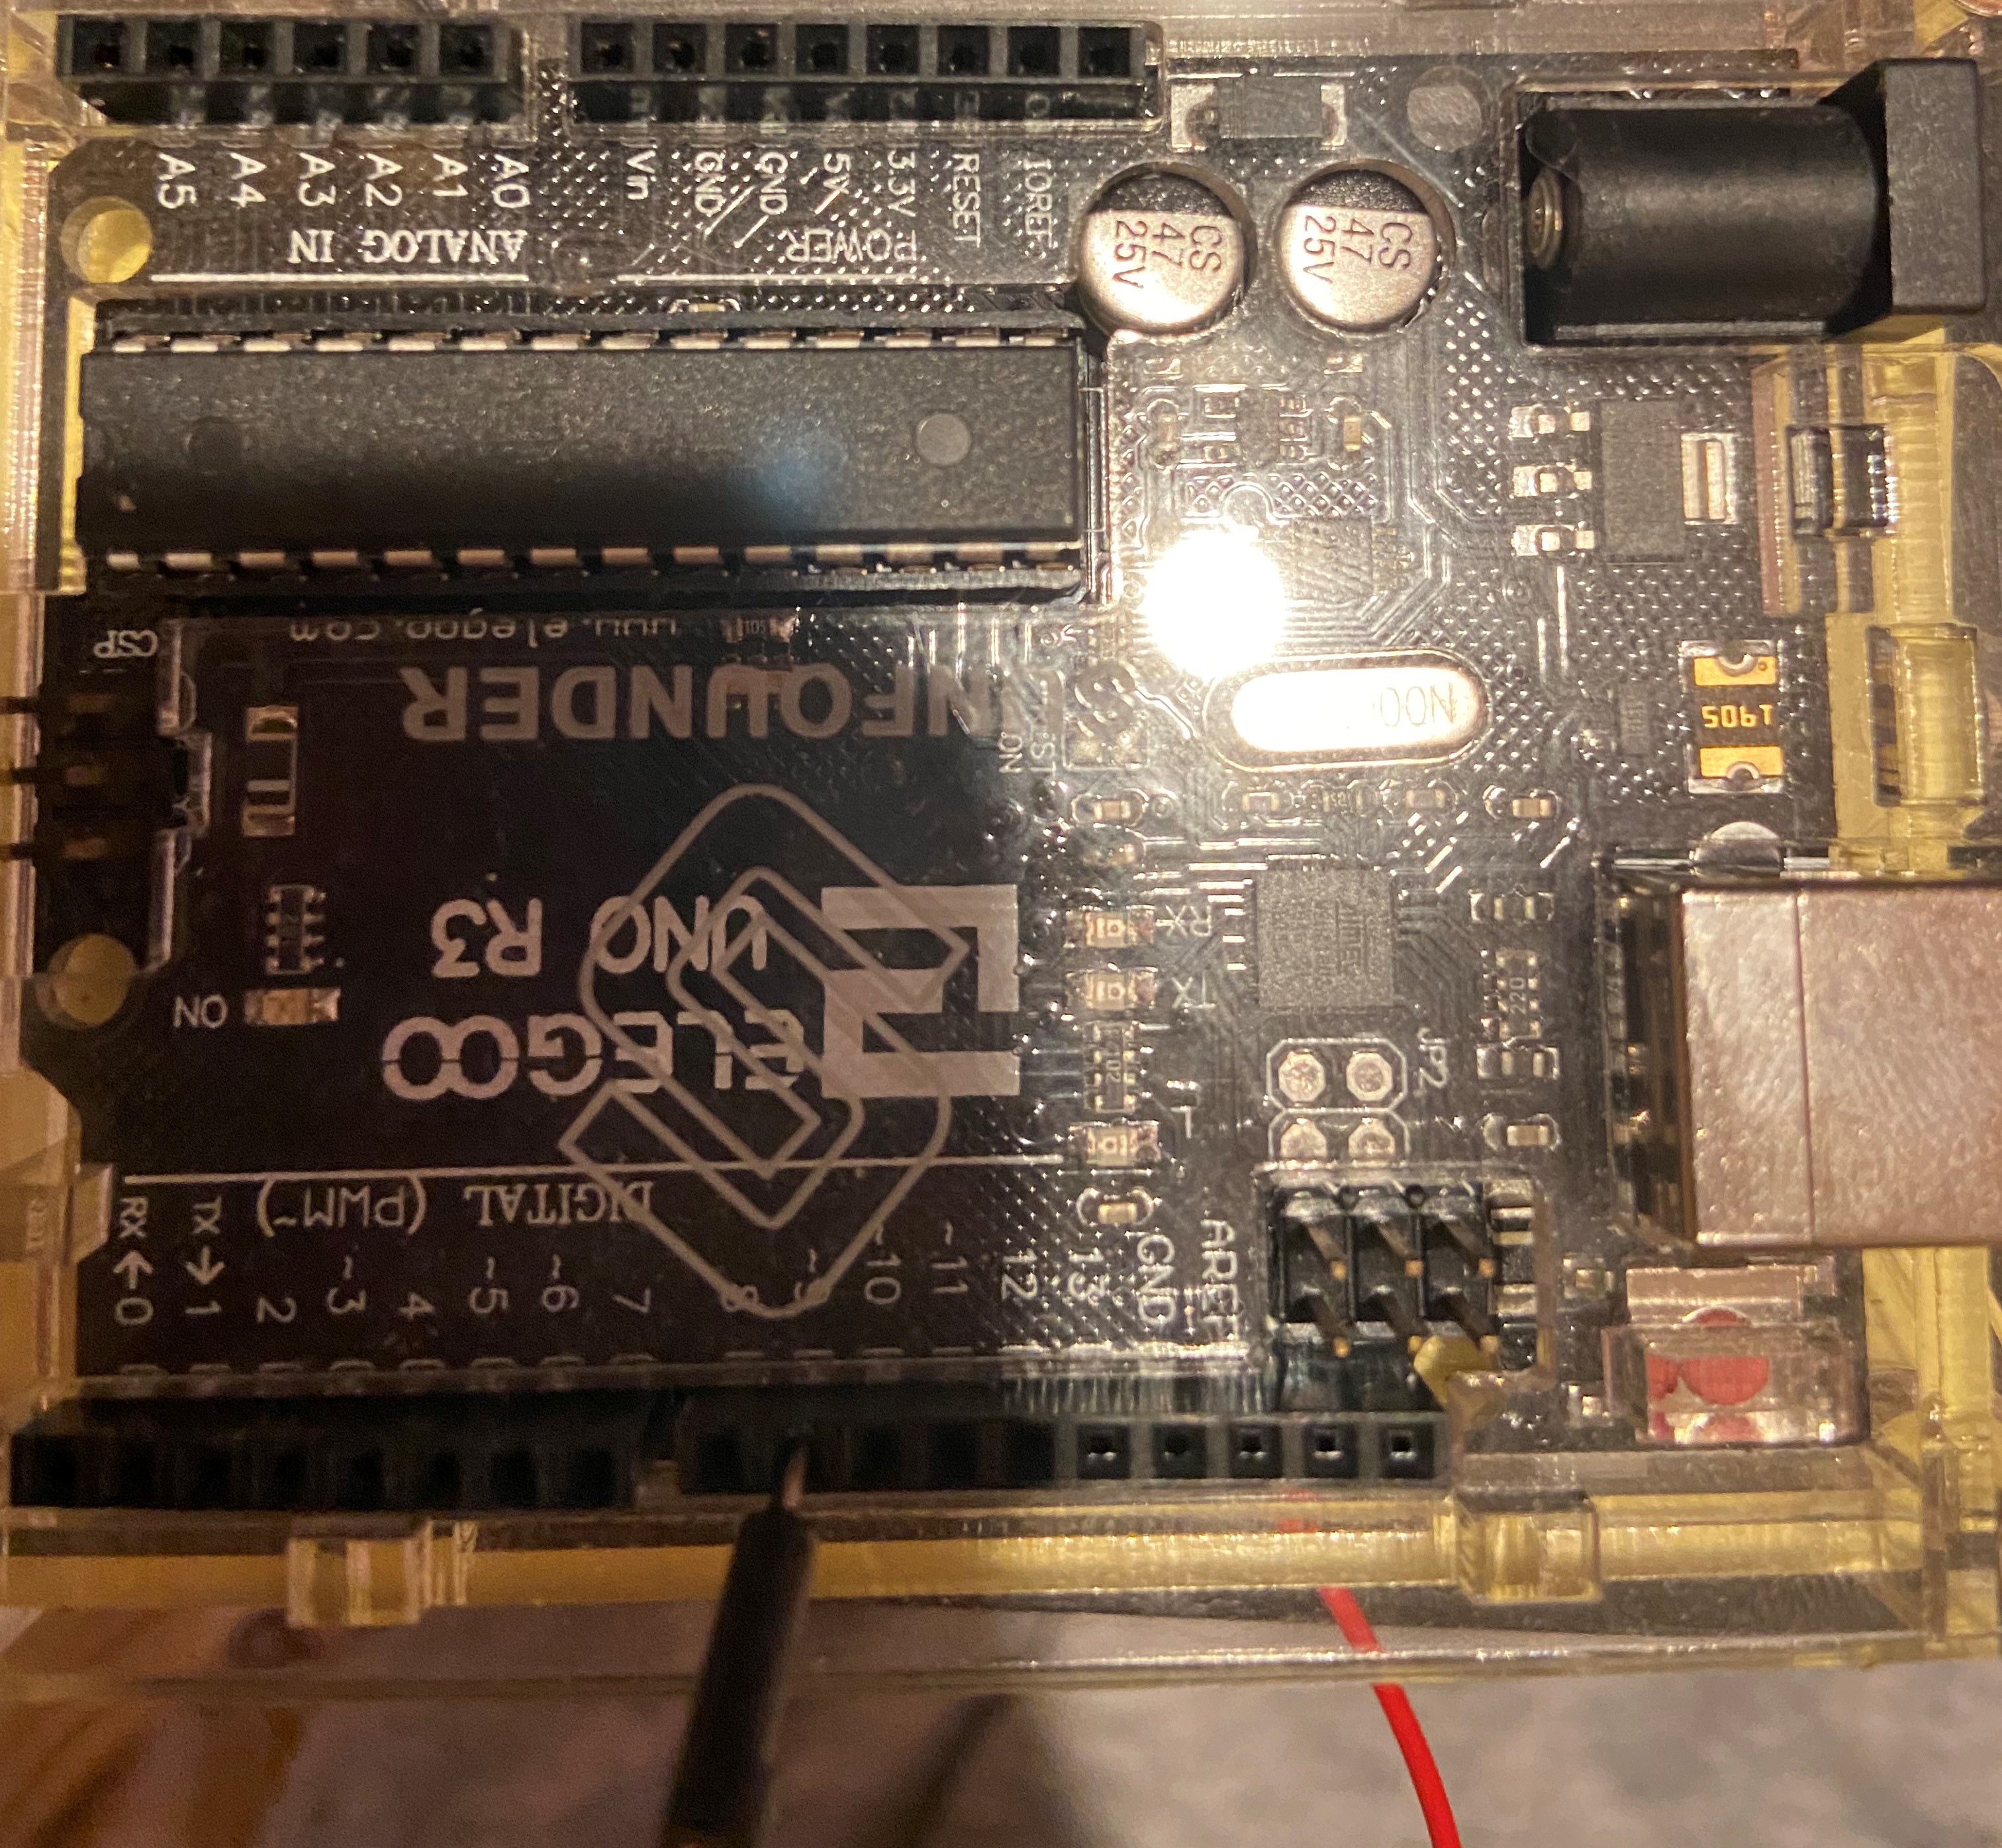 A5 A4 A3 A2 A1 A0 Vin GND GND 5V 3.3V RESET IOREF
ANALOG IN POWER
CS
47
25V
CS
47
25V
www.elegoo.com
ON
RX
TX
L
JP2
UNO R3
ELEGOO
ON
DIGITAL (PWM~)
RX←0 TX→1 2 ~3 4 ~5 ~6 7 8 ~9 ~10 ~11 12 13 GND AREF
220